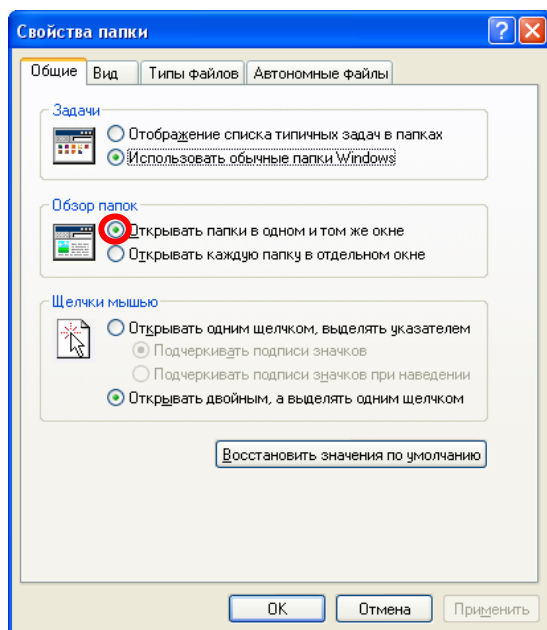 Свойства папки
Общие Вид Типы файлов Автономные файлы
Задачи
Отображение списка типичных задач в папках
Использовать обычные папки Windows
Обзор папок
Открывать папки в одном и том же окне
Открывать каждую папку в отдельном окне
Щелчки мышью
Открывать одним щелчком, выделять указателем
Подчеркивать подписи значков
Подчеркивать подписи значков при наведении
Открывать двойным, а выделять одним щелчком
Восстановить значения по умолчанию
OK Отмена Применить